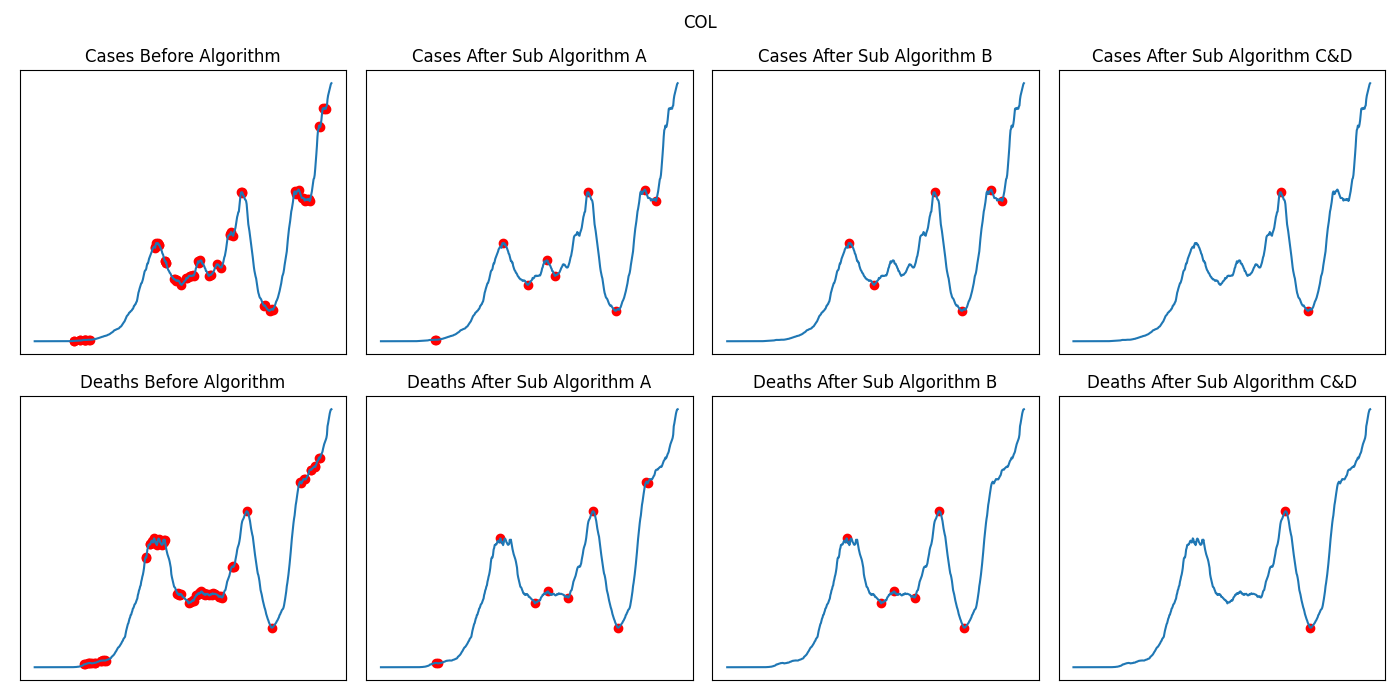 COL
Cases Before Algorithm
Cases After Sub Algorithm A
Cases After Sub Algorithm B
Cases After Sub Algorithm C&D
Deaths Before Algorithm
Deaths After Sub Algorithm A
Deaths After Sub Algorithm B
Deaths After Sub Algorithm C&D